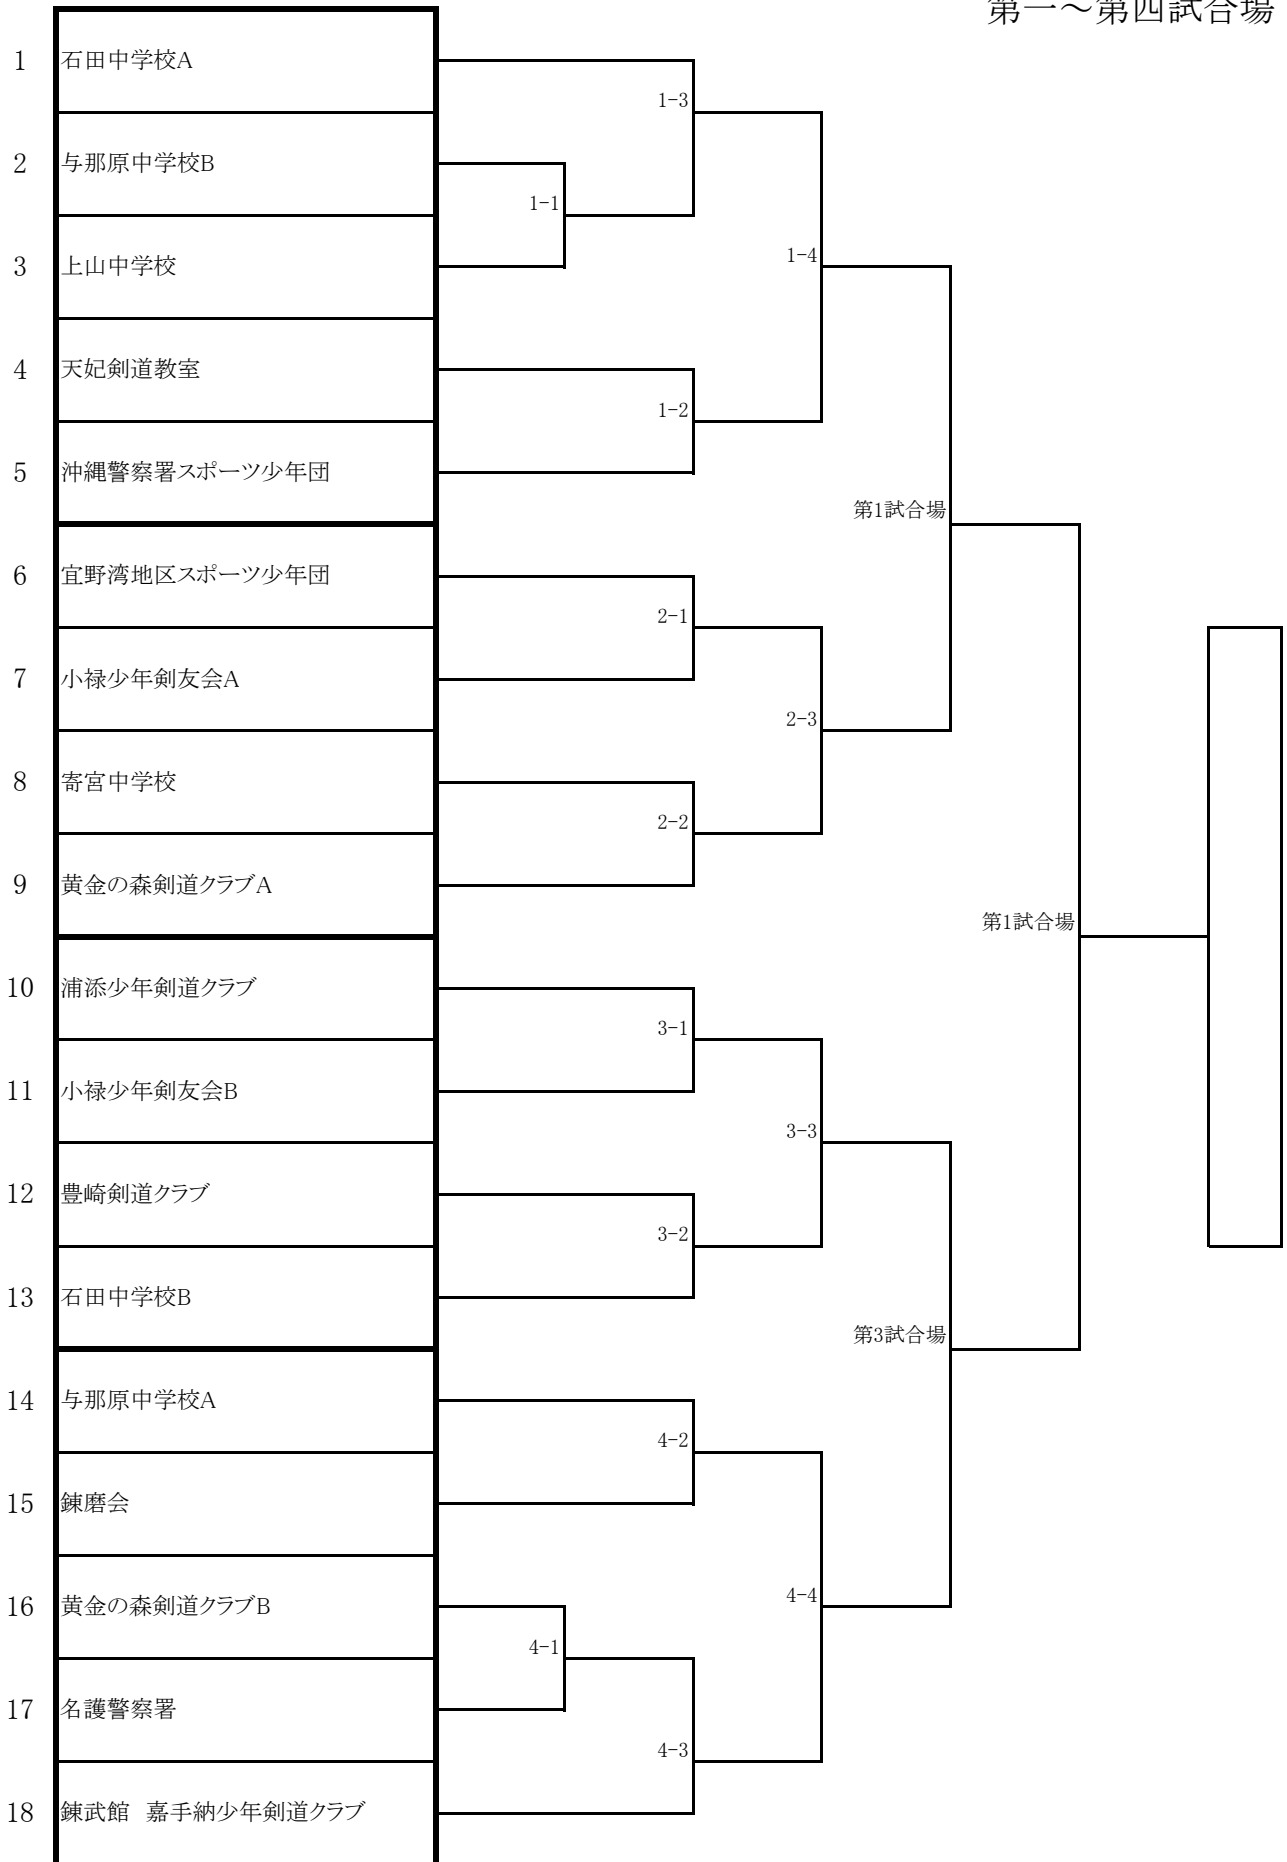 第一～第四試合場
1 石田中学校A
1-3
2 与那原中学校B
1-1
3 上山中学校
1-4
4 天妃剣道教室
1-2
5 沖縄警察署スポーツ少年団
第1試合場
6 宜野湾地区スポーツ少年団
2-1
7 小禄少年剣友会A
2-3
8 寄宮中学校
2-2
9 黄金の森剣道クラブA
第1試合場
10 浦添少年剣道クラブ
3-1
11 小禄少年剣友会B
3-3
12 豊崎剣道クラブ
3-2
13 石田中学校B
第3試合場
14 与那原中学校A
4-2
15 錬磨会
4-4
16 黄金の森剣道クラブB
4-1
17 名護警察署
4-3
18 錬武館 嘉手納少年剣道クラブ